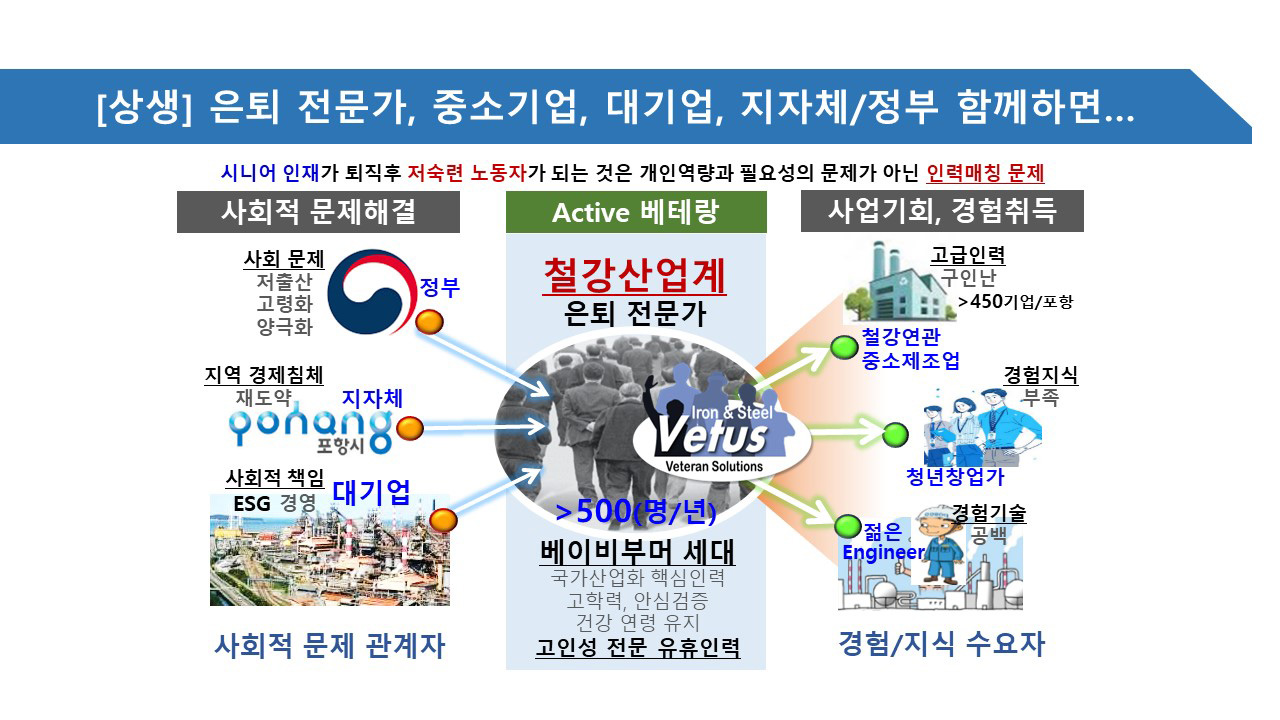 [상생] 은퇴 전문가, 중소기업, 대기업, 지자체/정부 함께하면...
시니어 인재가 퇴직후 저숙련 노동자가 되는 것은 개인역량과 필요성의 문제가 아닌 인력매칭 문제
사회적 문제해결
사회 문제
저출산
고령화
양극화
정부
지역 경제침체
재도약
지자체
pohang
포항시
사회적 책임
ESG 경영
대기업
사회적 문제 관계자
Active 베테랑
철강산업계
은퇴 전문가
Iron & Steel
Vetus
Veteran Solutions
>500(명/년)
베이비부머 세대
국가산업화 핵심인력
고학력, 안심검증
건강 연령 유지
고인성 전문 유휴인력
사업기회, 경험취득
고급인력
구인난
>450기업/포항
철강연관
중소제조업
경험지식
부족
청년창업가
경험기술
공백
젊은
Engineer
경험/지식 수요자